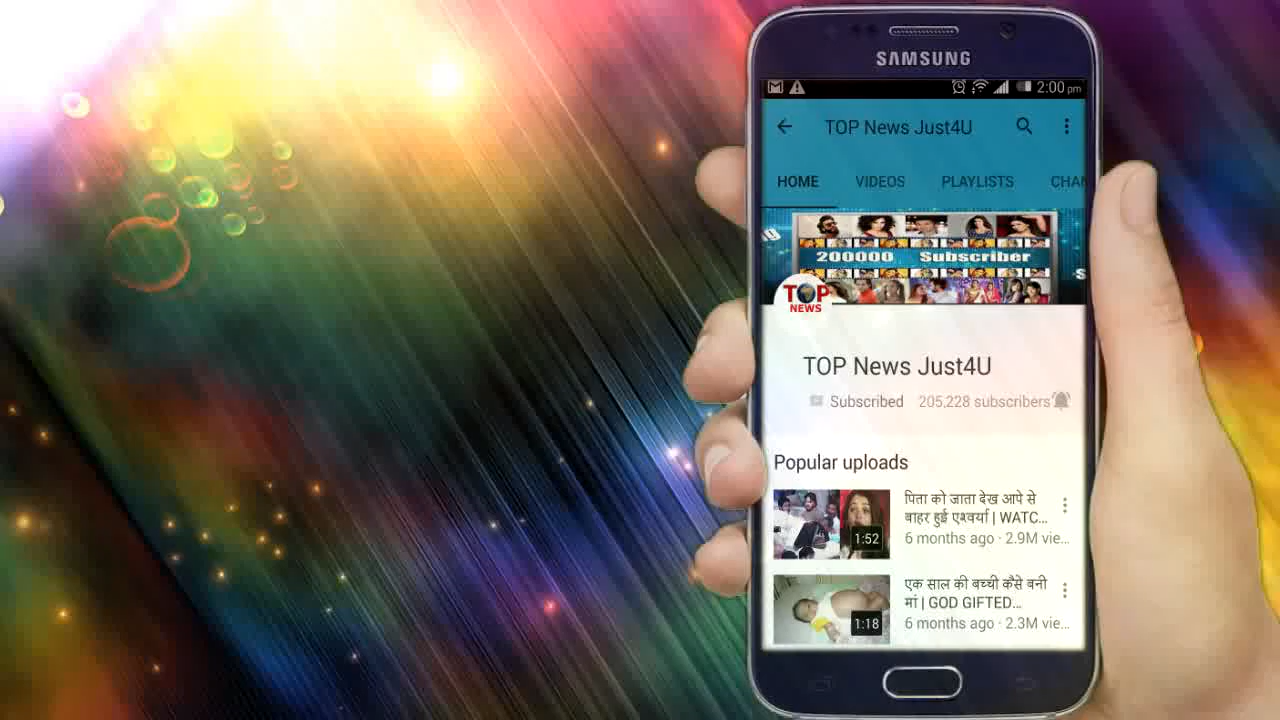 SAMSUNG
2:00 pm
TOP News Just4U
HOME VIDEOS PLAYLISTS CHAN
200000 Subscriber
TOP
NEWS
TOP News Just4U
Subscribed 205,228 subscribers
Popular uploads
पिता को जाता देख आपे से
बाहर हुई एश्वर्या | WATC...
1:52
6 months ago · 2.9M vie...
एक साल की बच्ची कैसे बनी
मां | GOD GIFTED...
1:18
6 months ago · 2.3M vie...